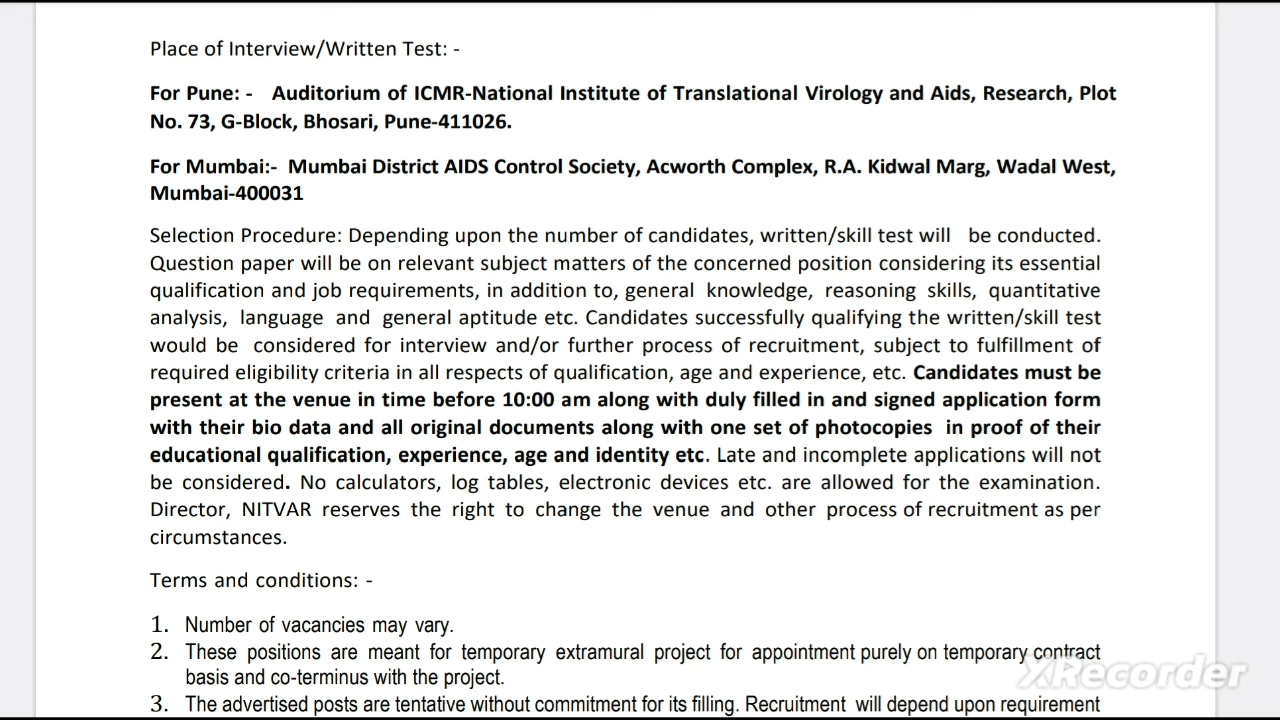 Place of Interview/Written Test: -
For Pune: - Auditorium of ICMR-National Institute of Translational Virology and Aids, Research, Plot
No. 73, G-Block, Bhosari, Pune-411026.
For Mumbai:- Mumbai District AIDS Control Society, Acworth Complex, R.A. Kidwal Marg, Wadal West,
Mumbai-400031
Selection Procedure: Depending upon the number of candidates, written/skill test will be conducted.
Question paper will be on relevant subject matters of the concerned position considering its essential
qualification and job requirements, in addition to, general knowledge, reasoning skills, quantitative
analysis, language and general aptitude etc. Candidates successfully qualifying the written/skill test
would be considered for interview and/or further process of recruitment, subject to fulfillment of
required eligibility criteria in all respects of qualification, age and experience, etc. Candidates must be
present at the venue in time before 10:00 am along with duly filled in and signed application form
with their bio data and all original documents along with one set of photocopies in proof of their
educational qualification, experience, age and identity etc. Late and incomplete applications will not
be considered. No calculators, log tables, electronic devices etc. are allowed for the examination.
Director, NITVAR reserves the right to change the venue and other process of recruitment as per
circumstances.
Terms and conditions: -
1. Number of vacancies may vary.
2. These positions are meant for temporary extramural project for appointment purely on temporary contract
basis and co-terminus with the project.
3. The advertised posts are tentative without commitment for its filling. Recruitment will depend upon requirement
XRecorder